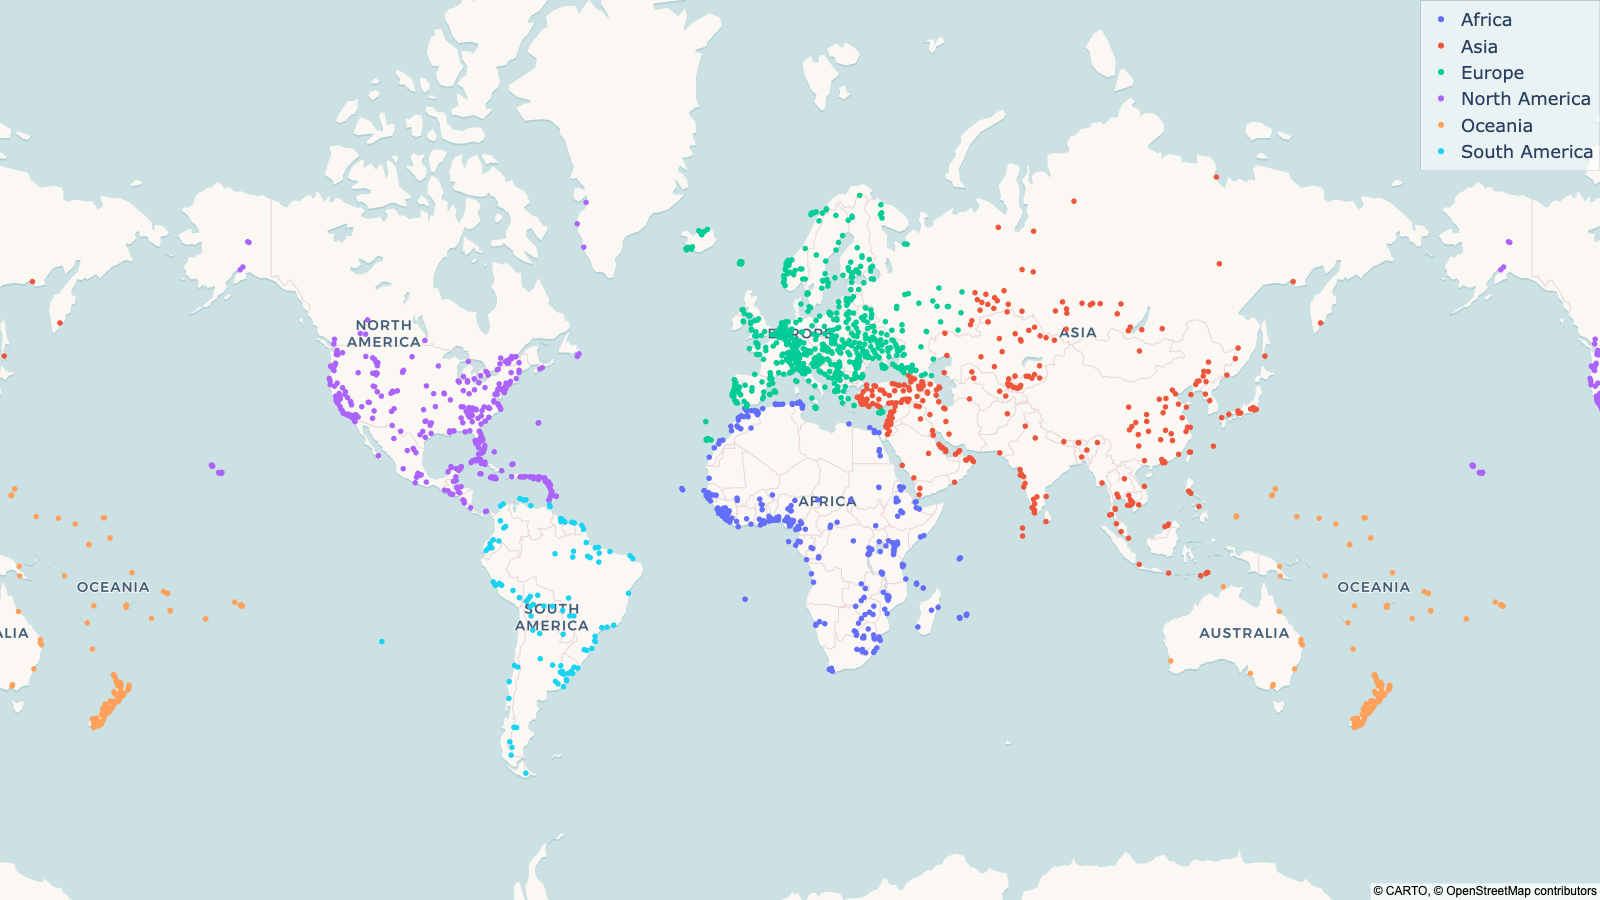 Africa
Asia
Europe
North America
Oceania
South America
NORTH
AMERICA
EUROPE
ASIA
AFRICA
OCEANIA
OCEANIA
SOUTH
AMERICA
ALIA
AUSTRALIA
© CARTO, © OpenStreetMap contributors